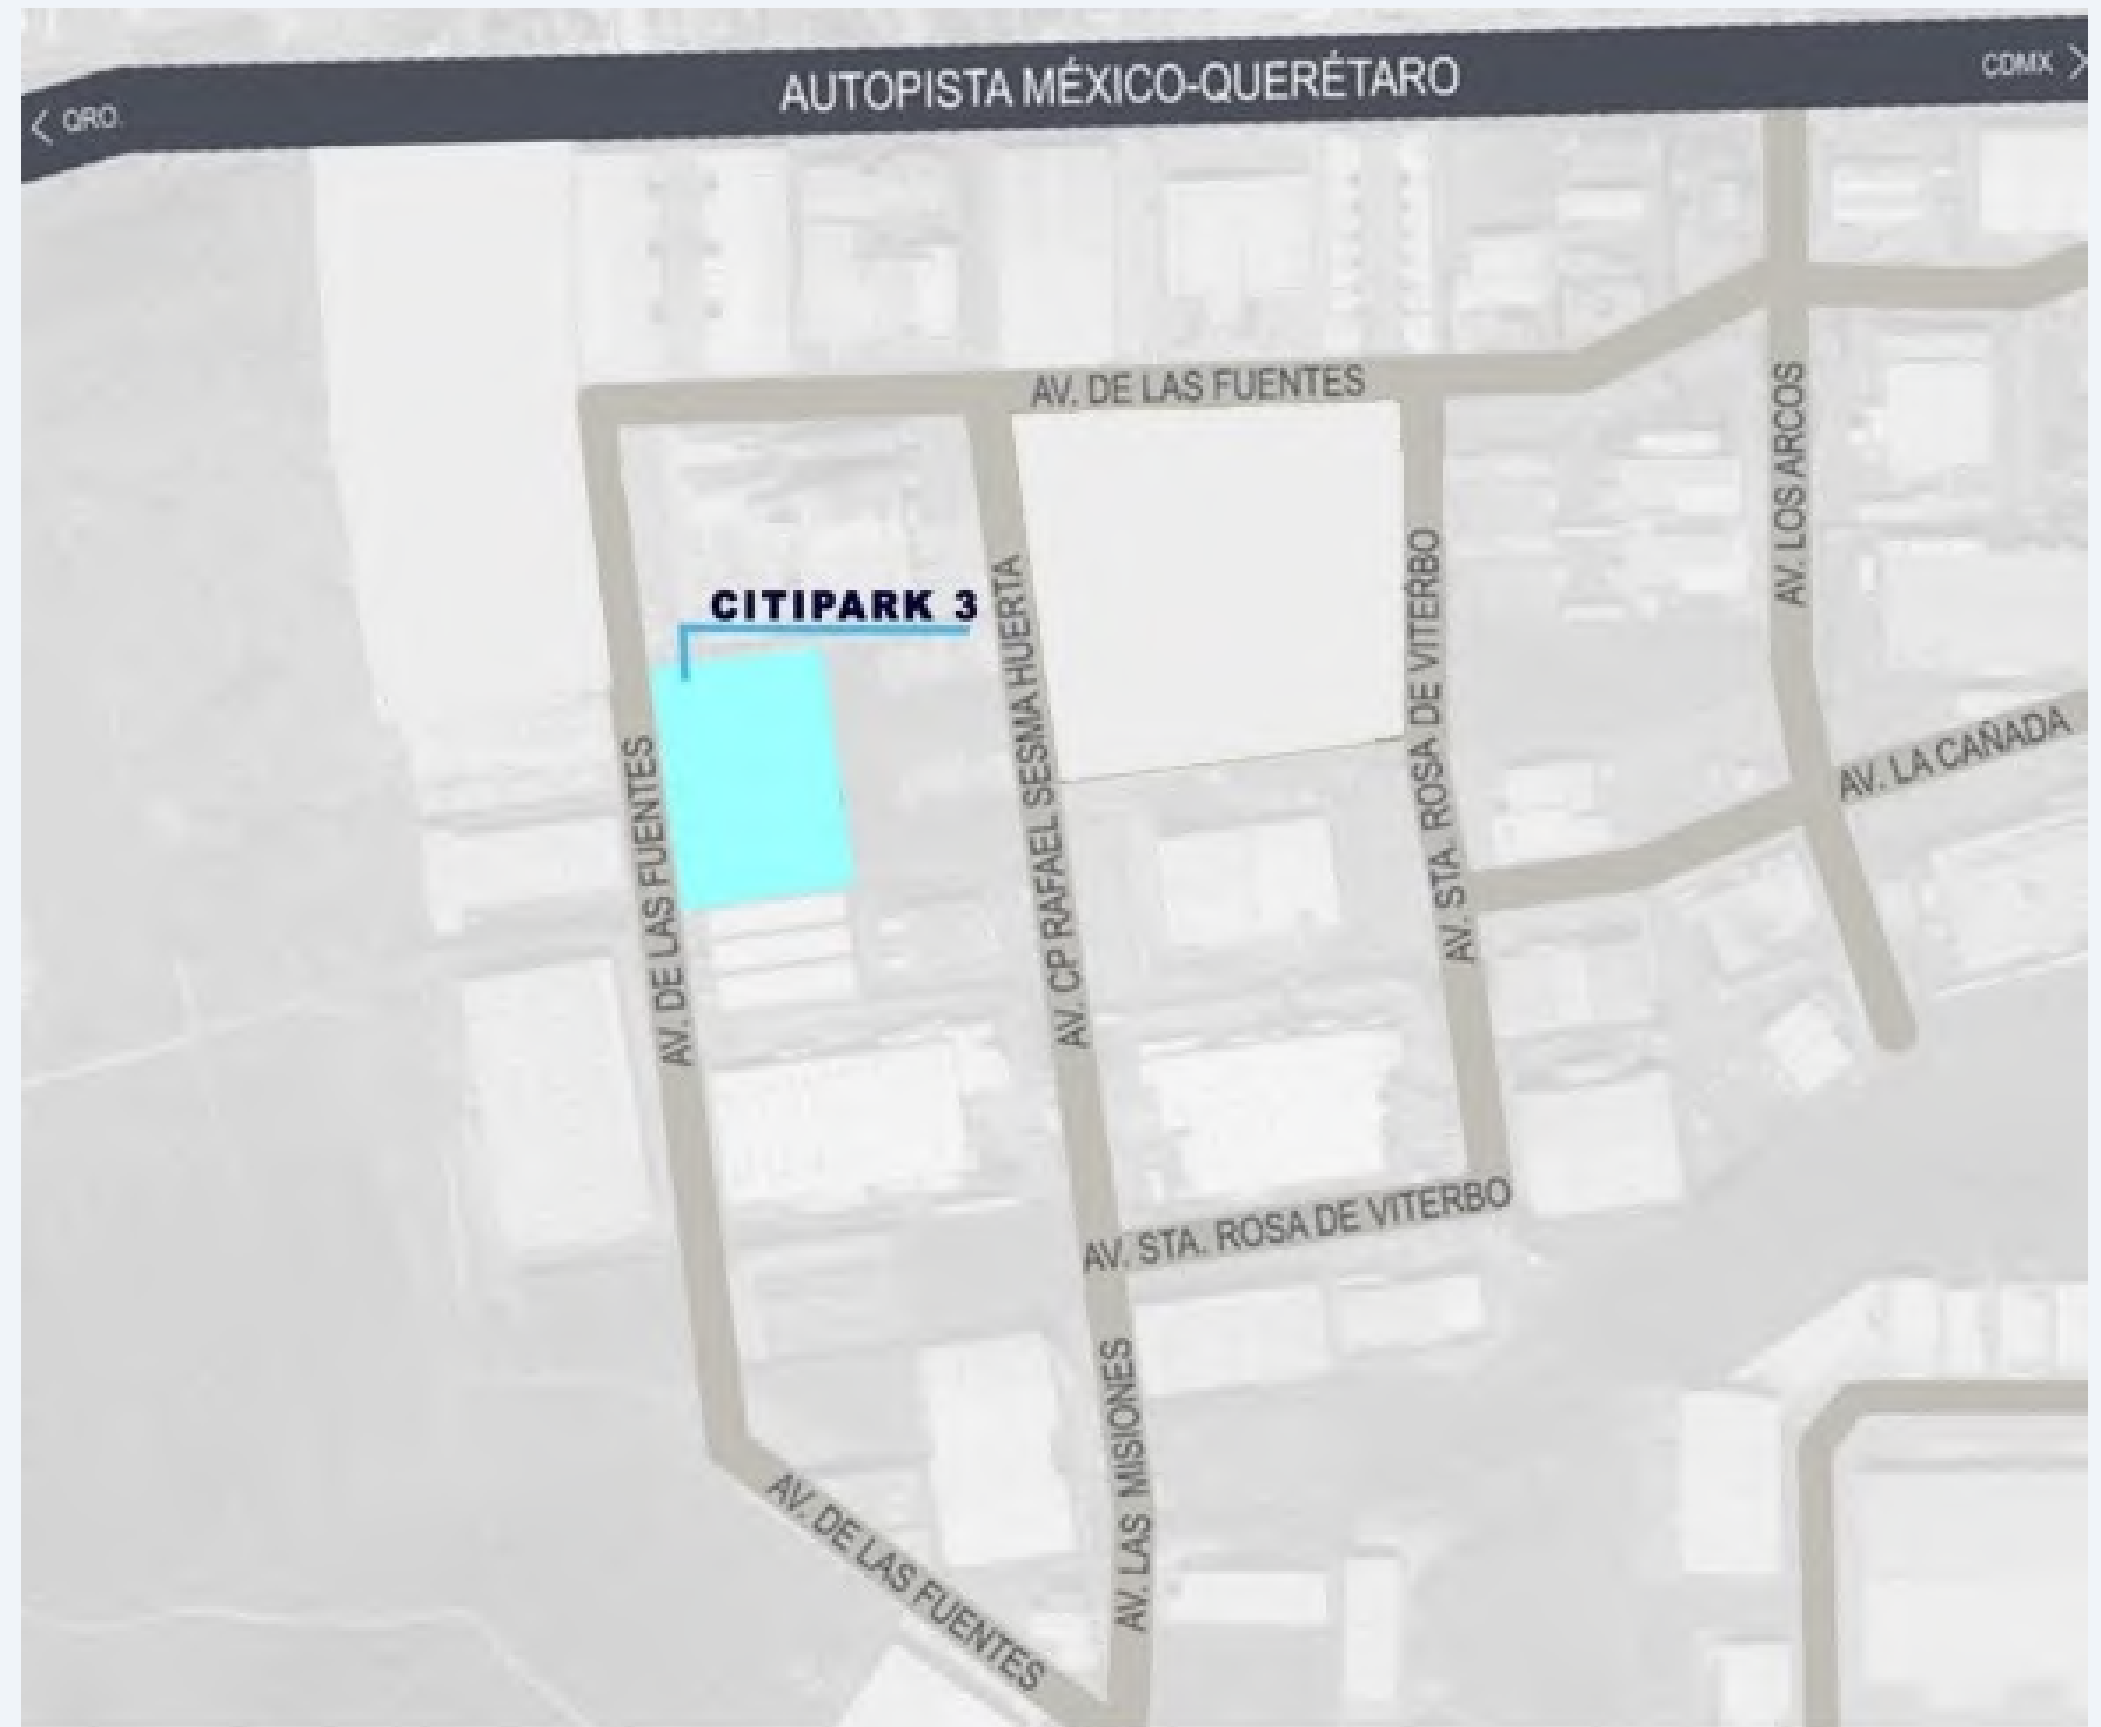 AUTOPISTA MÉXICO-QUERÉTARO
CDMX >
< QRO.
AV. DE LAS FUENTES
AV. LOS ARCOS
CITIPARK 3
AV. CP RAFAEL SESMA HUERTA
AV. STA. ROSA DE VITERBO
AV. DE LAS FUENTES
AV. LA CAÑADA
AV. STA. ROSA DE VITERBO
AV. LAS MISIONES
AV. DE LAS FUENTES